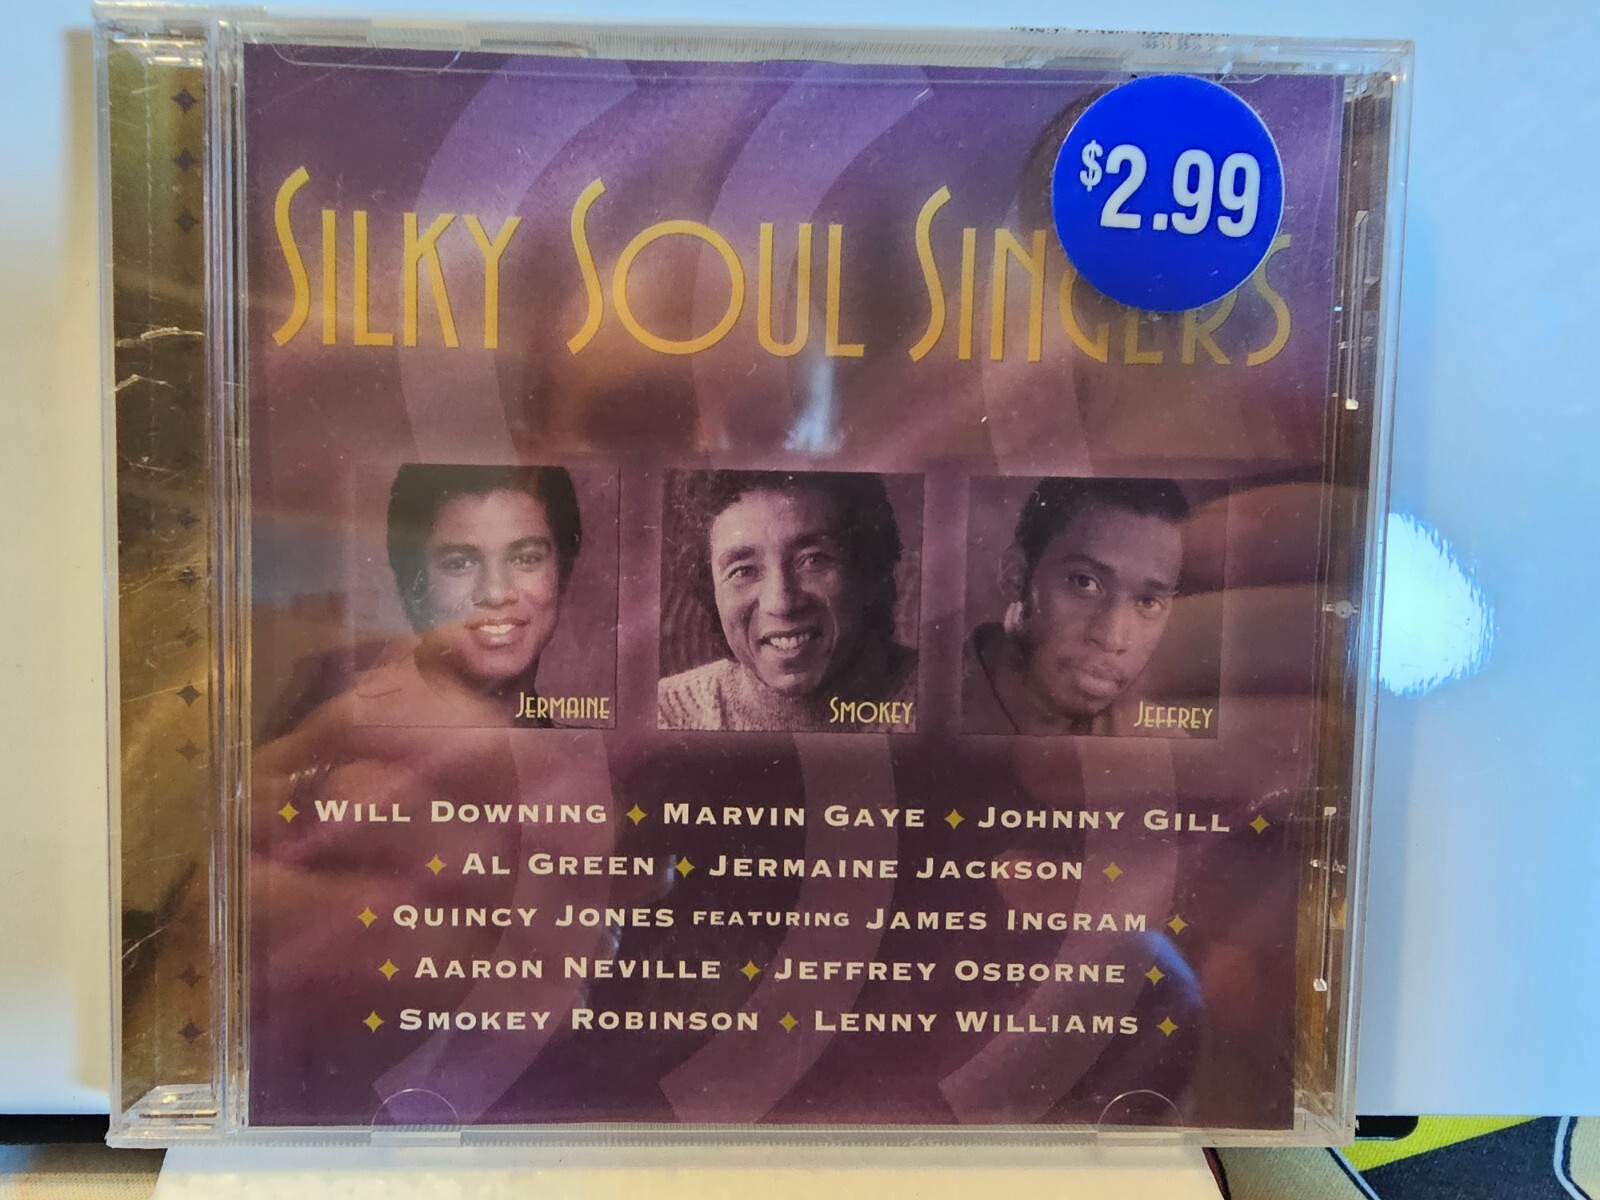 $2.99
SILKY SOUL SINGERS
JERMAINE
SMOKEY
JEFFREY
WILL DOWNING MARVIN GAYE JOHNNY GILL
AL GREEN JERMAINE JACKSON
QUINCY JONES FEATURING JAMES INGRAM
AARON NEVILLE JEFFREY OSBORNE
SMOKEY ROBINSON LENNY WILLIAMS